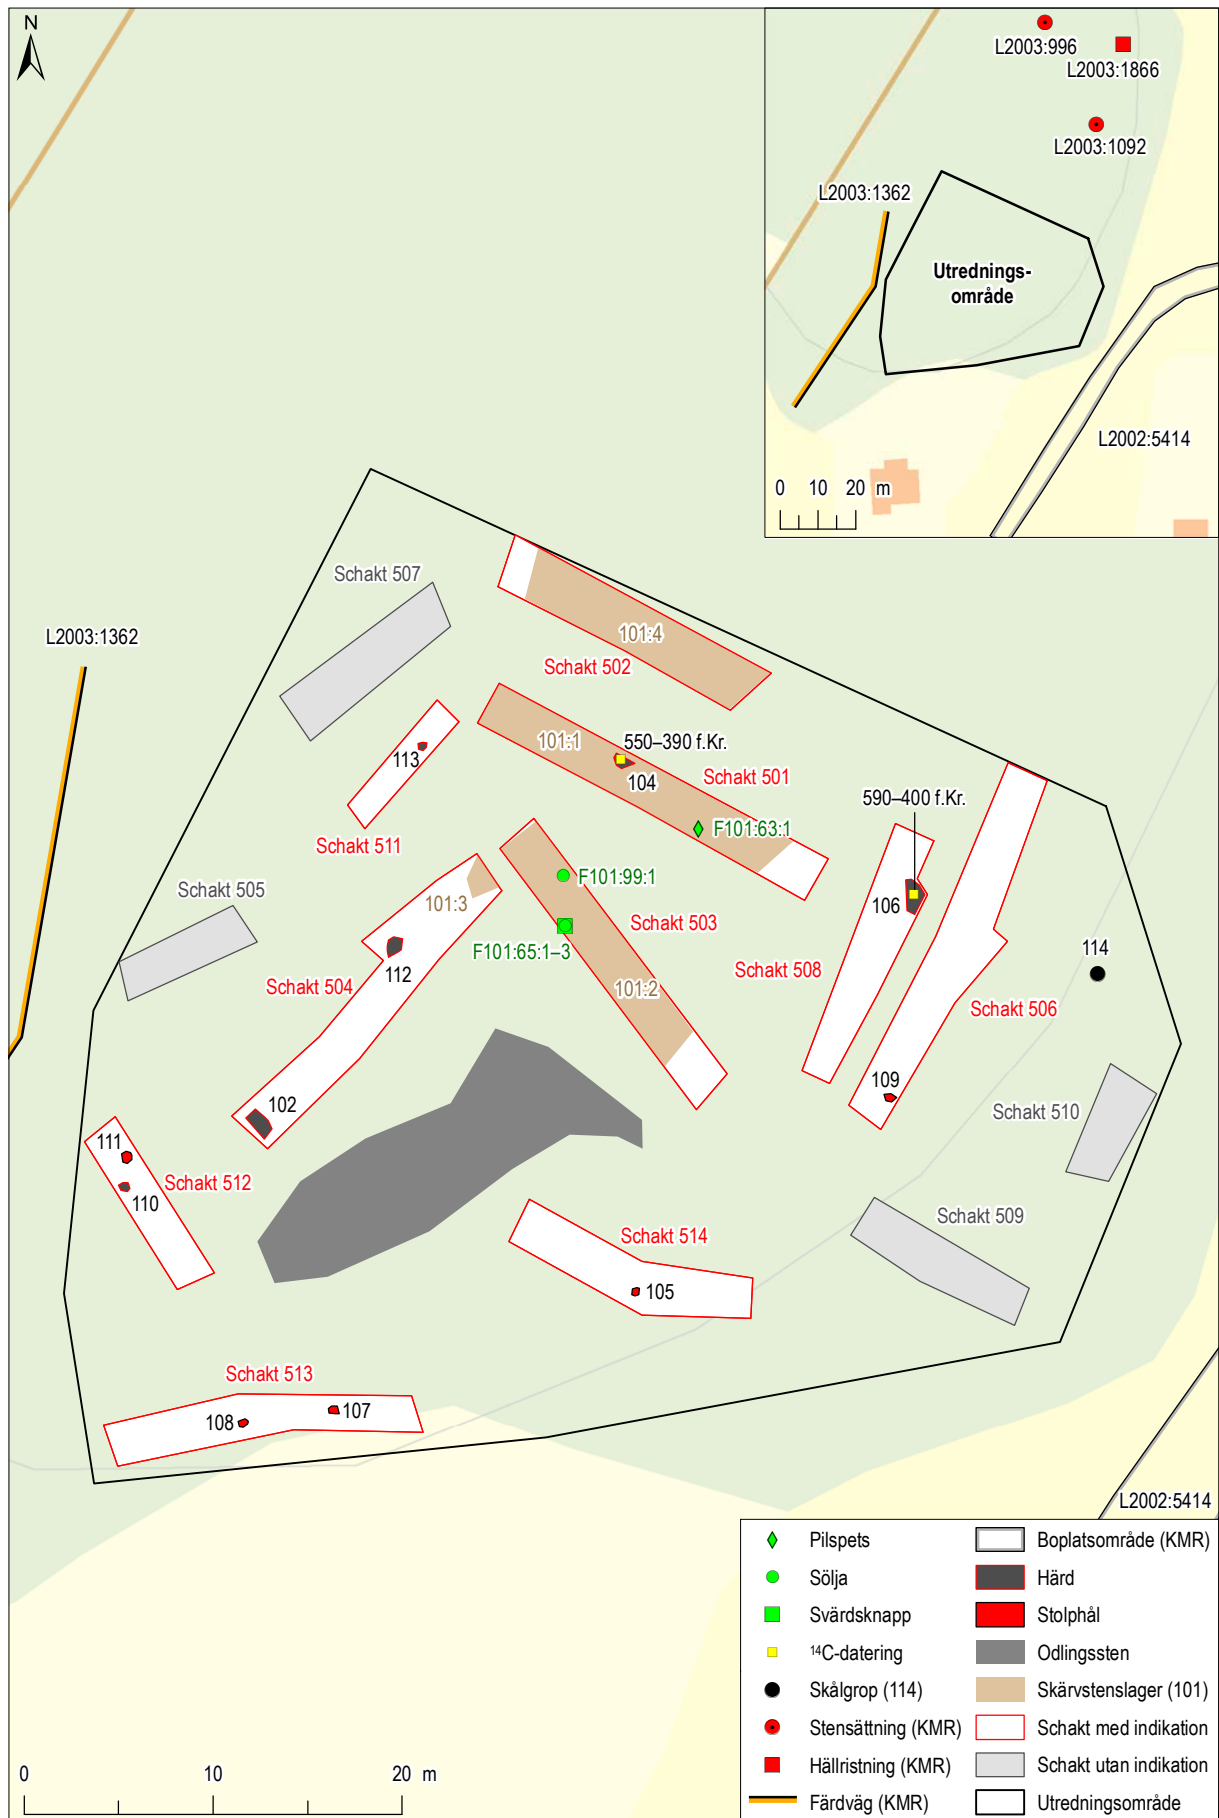 N
L2003:996
L2003:1866
L2003:1092
L2003:1362
Utrednings-
område
L2002:5414
0 10 20 m
Schakt 507
L2003:1362
101:4
Schakt 502
101:1
550–390 f.Kr.
113
104
Schakt 501
590–400 f.Kr.
F101:63:1
Schakt 511
F101:99:1
Schakt 505
101:3
106
Schakt 503
F101:65:1–3
112
114
Schakt 508
Schakt 504
101:2
Schakt 506
109
102
Schakt 510
111
Schakt 512
110
Schakt 509
Schakt 514
105
Schakt 513
108
107
L2002:5414
Pilspets
Sölja
Svärdsknapp
¹⁴C-datering
Skålgrop (114)
Stensättning (KMR)
Hällristning (KMR)
Färdväg (KMR)
Boplatsområde (KMR)
Härd
Stolphål
Odlingssten
Skärvstenslager (101)
Schakt med indikation
Schakt utan indikation
Utredningsområde
0 10 20 m